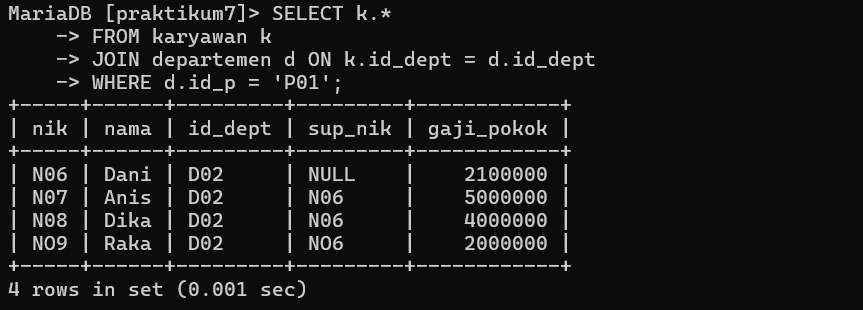 MariaDB [praktikum7]> SELECT k.*
    -> FROM karyawan k
    -> JOIN departemen d ON k.id_dept = d.id_dept
    -> WHERE d.id_p = 'P01';
+-----+------+---------+---------+------------+
| nik | nama | id_dept | sup_nik | gaji_pokok |
+-----+------+---------+---------+------------+
| N06 | Dani | D02     | NULL    |    2100000 |
| N07 | Anis | D02     | N06     |    5000000 |
| N08 | Dika | D02     | N06     |    4000000 |
| NO9 | Raka | D02     | NO6     |    2000000 |
+-----+------+---------+---------+------------+
4 rows in set (0.001 sec)